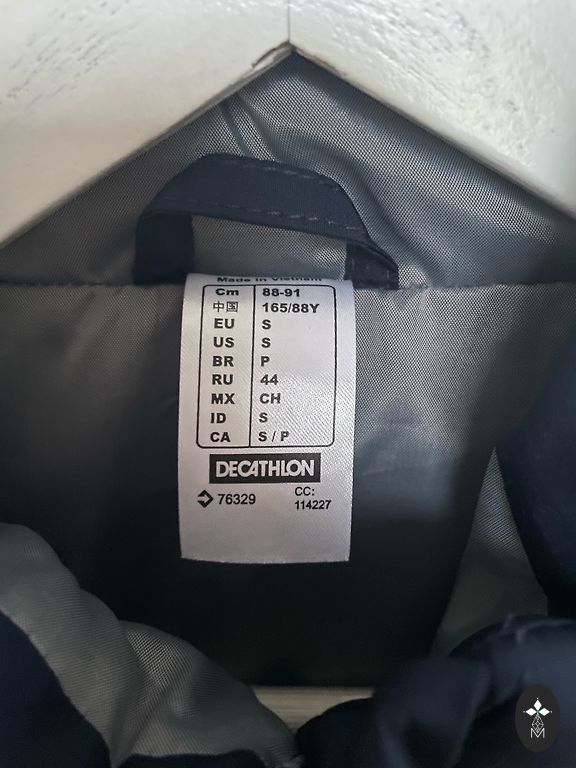 Made in Vietnam
Cm 88-91
中国 165/88Y
EU S
US S
BR P
RU 44
MX CH
ID S
CA S / P
DECATHLON
76329 CC:
114227
M